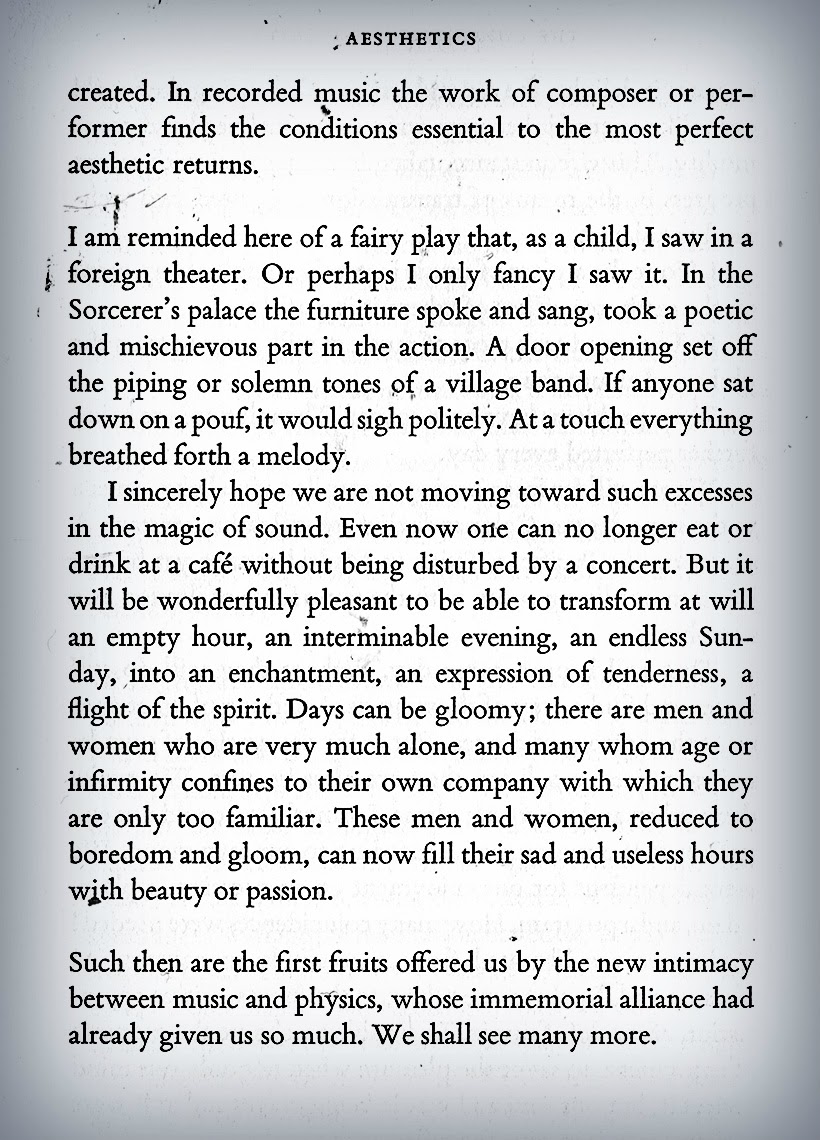 AESTHETICS
created. In recorded music the work of composer or per-
former finds the conditions essential to the most perfect
aesthetic returns.
I am reminded here of a fairy play that, as a child, I saw in a
foreign theater. Or perhaps I only fancy I saw it. In the
Sorcerer's palace the furniture spoke and sang, took a poetic
and mischievous part in the action. A door opening set off
the piping or solemn tones of a village band. If anyone sat
down on a pouf, it would sigh politely. At a touch everything
breathed forth a melody.
I sincerely hope we are not moving toward such excesses
in the magic of sound. Even now one can no longer eat or
drink at a café without being disturbed by a concert. But it
will be wonderfully pleasant to be able to transform at will
an empty hour, an interminable evening, an endless Sun-
day, into an enchantment, an expression of tenderness, a
flight of the spirit. Days can be gloomy; there are men and
women who are very much alone, and many whom age or
infirmity confines to their own company with which they
are only too familiar. These men and women, reduced to
boredom and gloom, can now fill their sad and useless hours
with beauty or passion.
Such then are the first fruits offered us by the new intimacy
between music and physics, whose immemorial alliance had
already given us so much. We shall see many more.